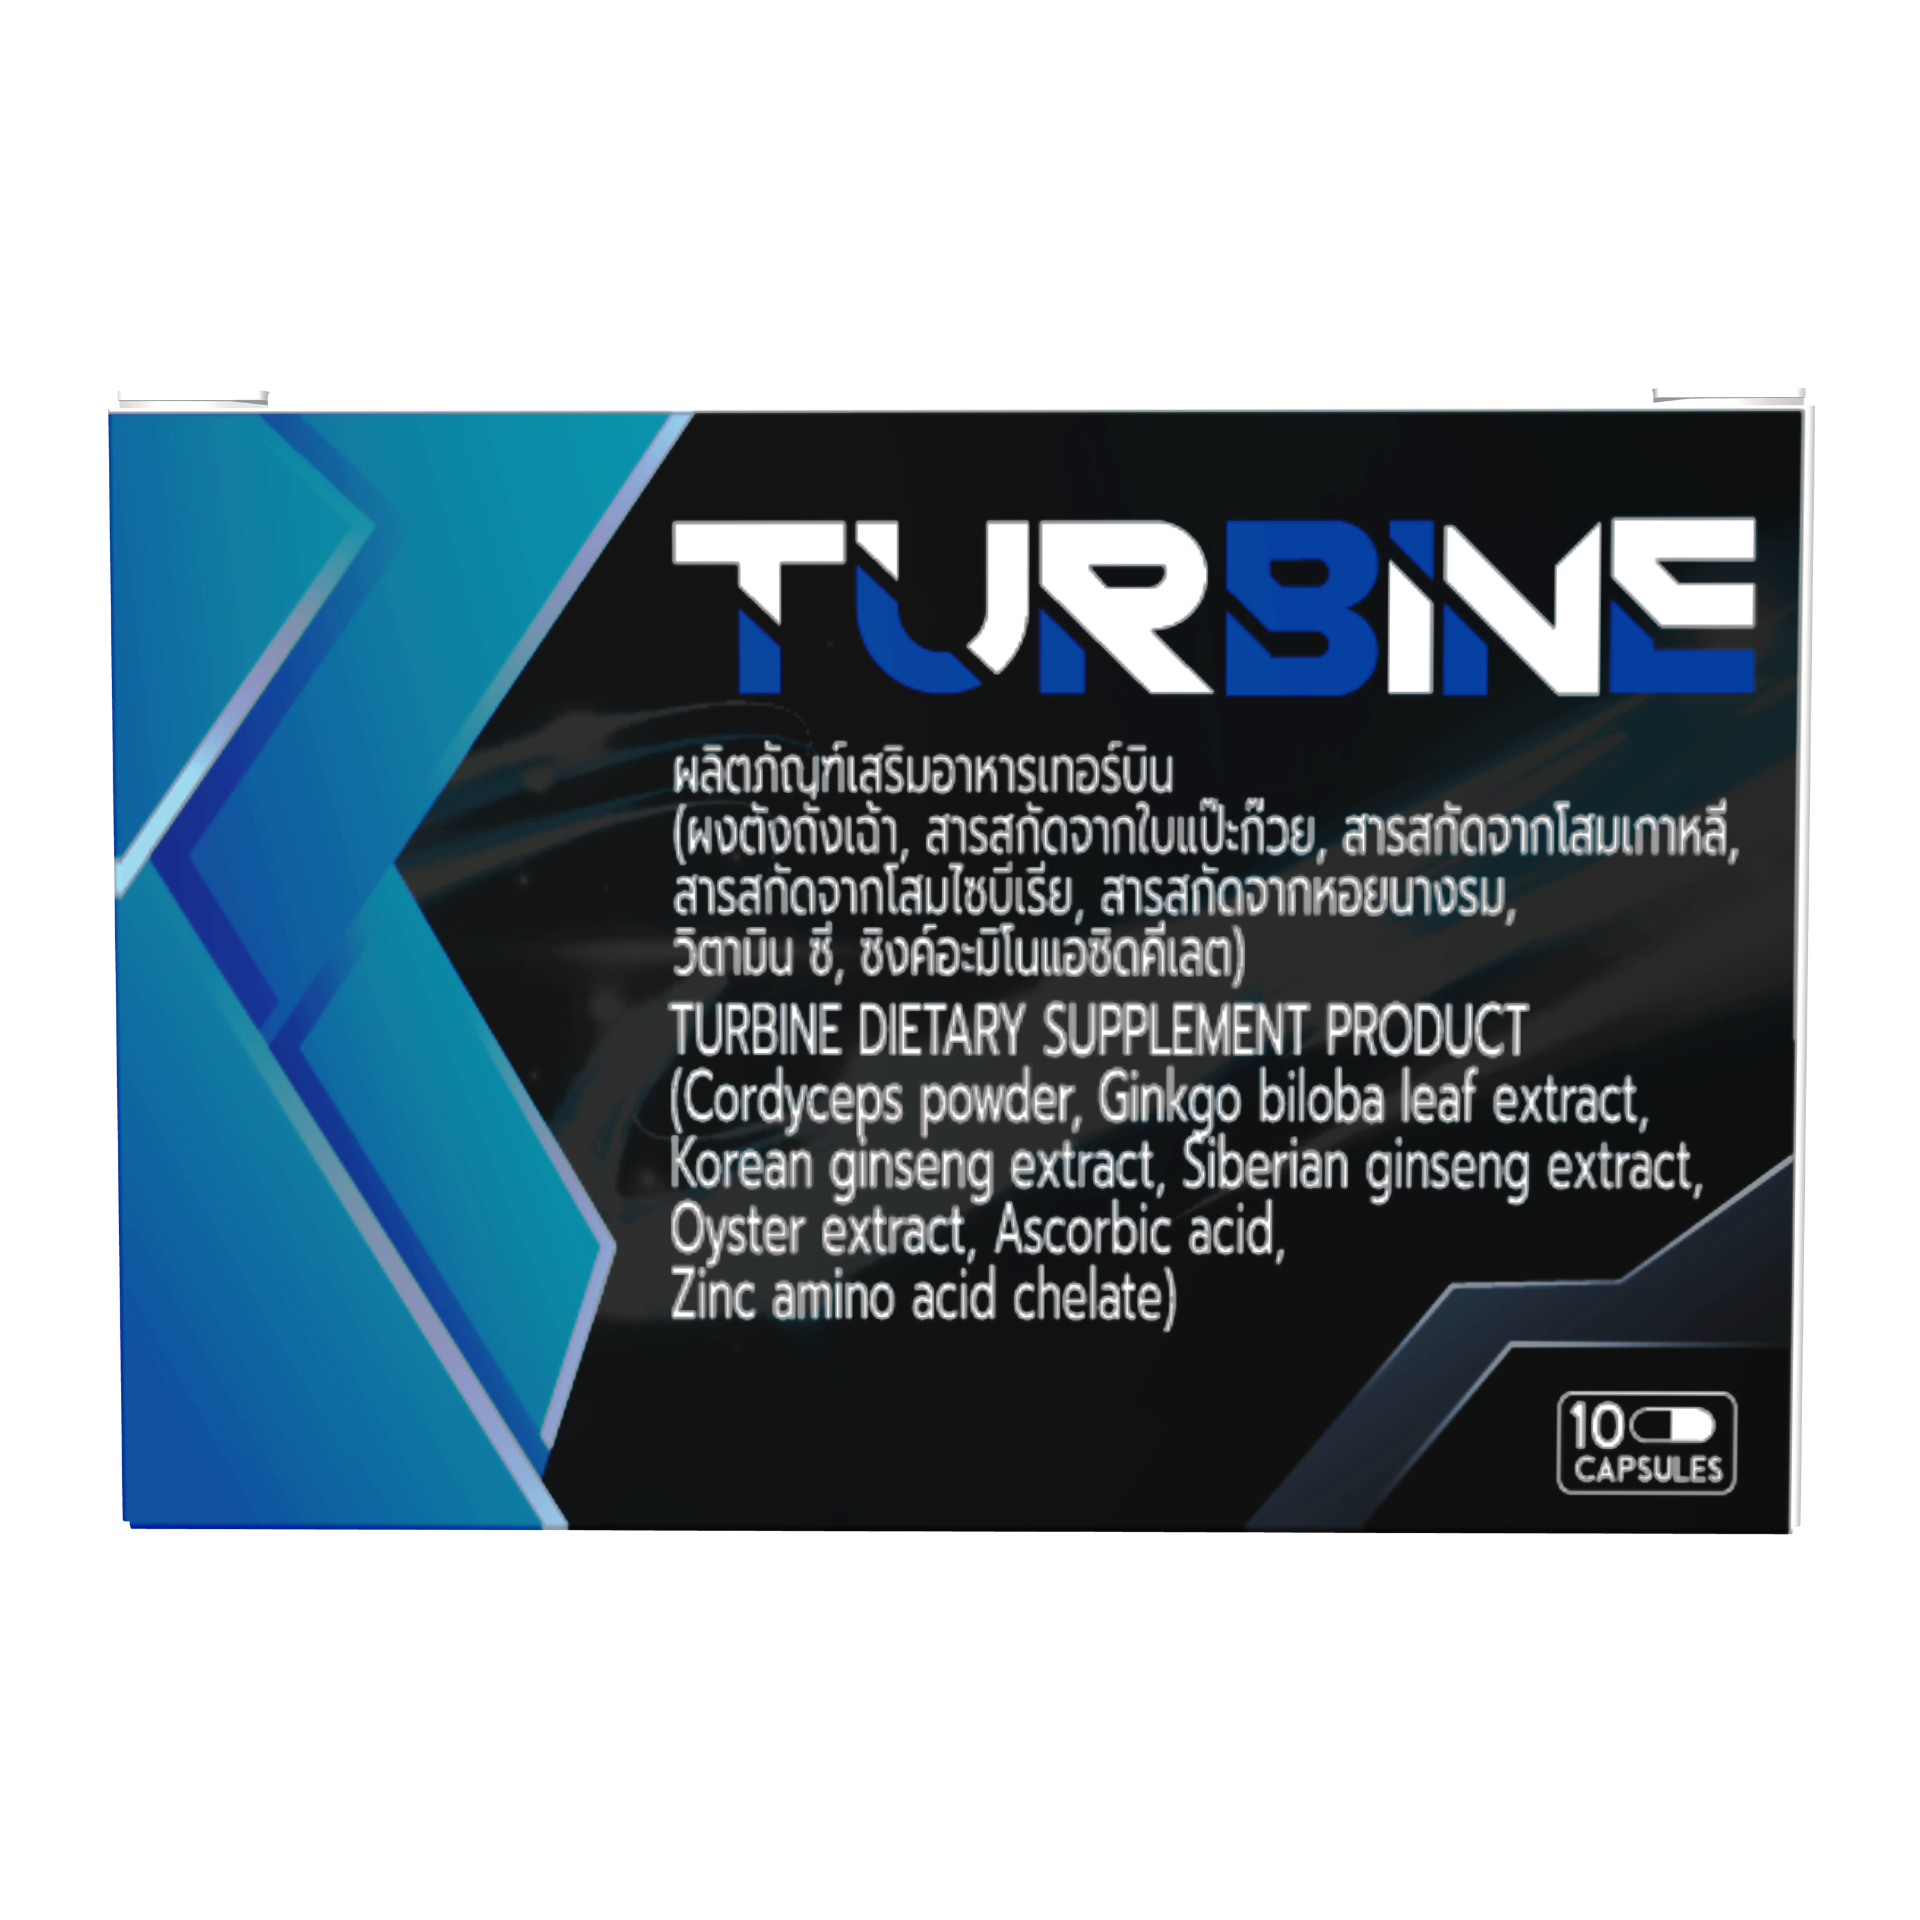 TURBINE
ผลิตภัณฑ์เสริมอาหารเทอร์บิน
(ผงตังถั่งเฉ้า, สารสกัดจากใบแป๊ะก๊วย, สารสกัดจากโสมเกาหลี,
สารสกัดจากโสมไซบีเรีย, สารสกัดจากหอยนางรม,
วิตามิน ซี, ซิงค์อะมิโนแอซิดคีเลต)
TURBINE DIETARY SUPPLEMENT PRODUCT
(Cordyceps powder, Ginkgo biloba leaf extract,
Korean ginseng extract, Siberian ginseng extract,
Oyster extract, Ascorbic acid,
Zinc amino acid chelate)
10
CAPSULES